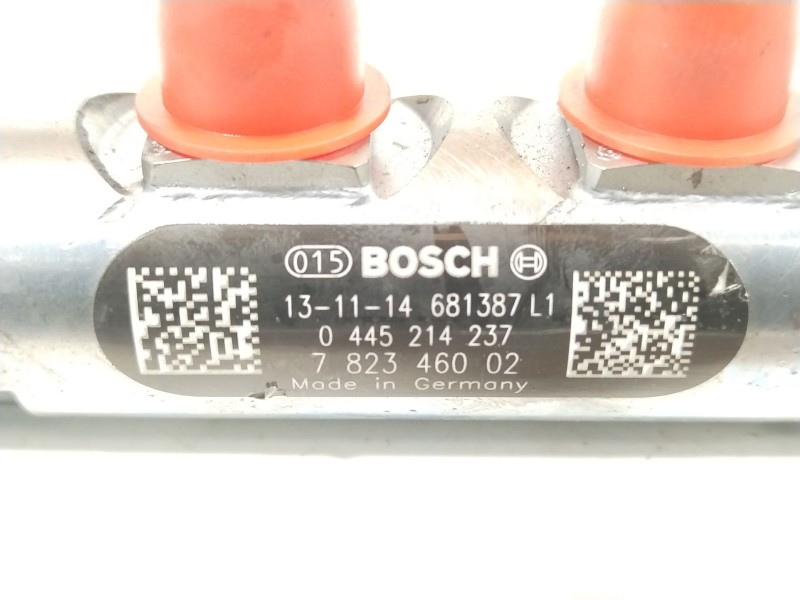 015 BOSCH
13-11-14 681387 L1
0 445 214 237
7 823 460 02
Made in Germany